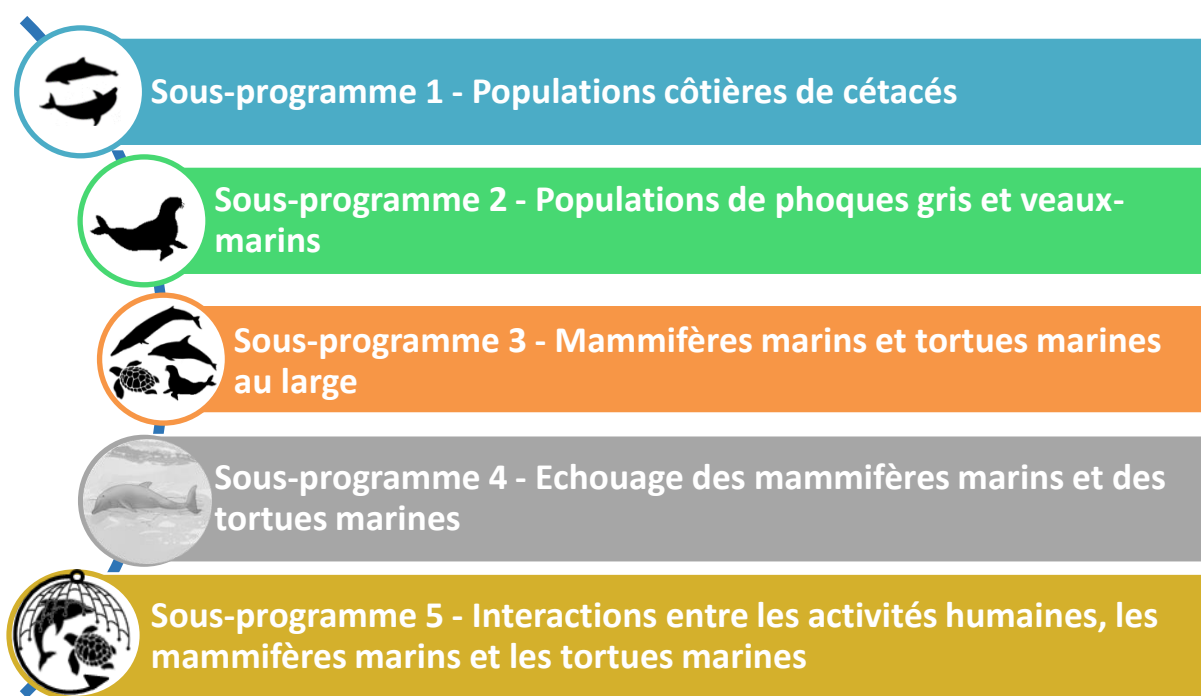 Sous-programme 1 - Populations côtières de cétacés
Sous-programme 2 - Populations de phoques gris et veaux-
marins
Sous-programme 3 - Mammifères marins et tortues marines
au large
Sous-programme 4 - Echouage des mammifères marins et des
tortues marines
Sous-programme 5 - Interactions entre les activités humaines, les
mammifères marins et les tortues marines